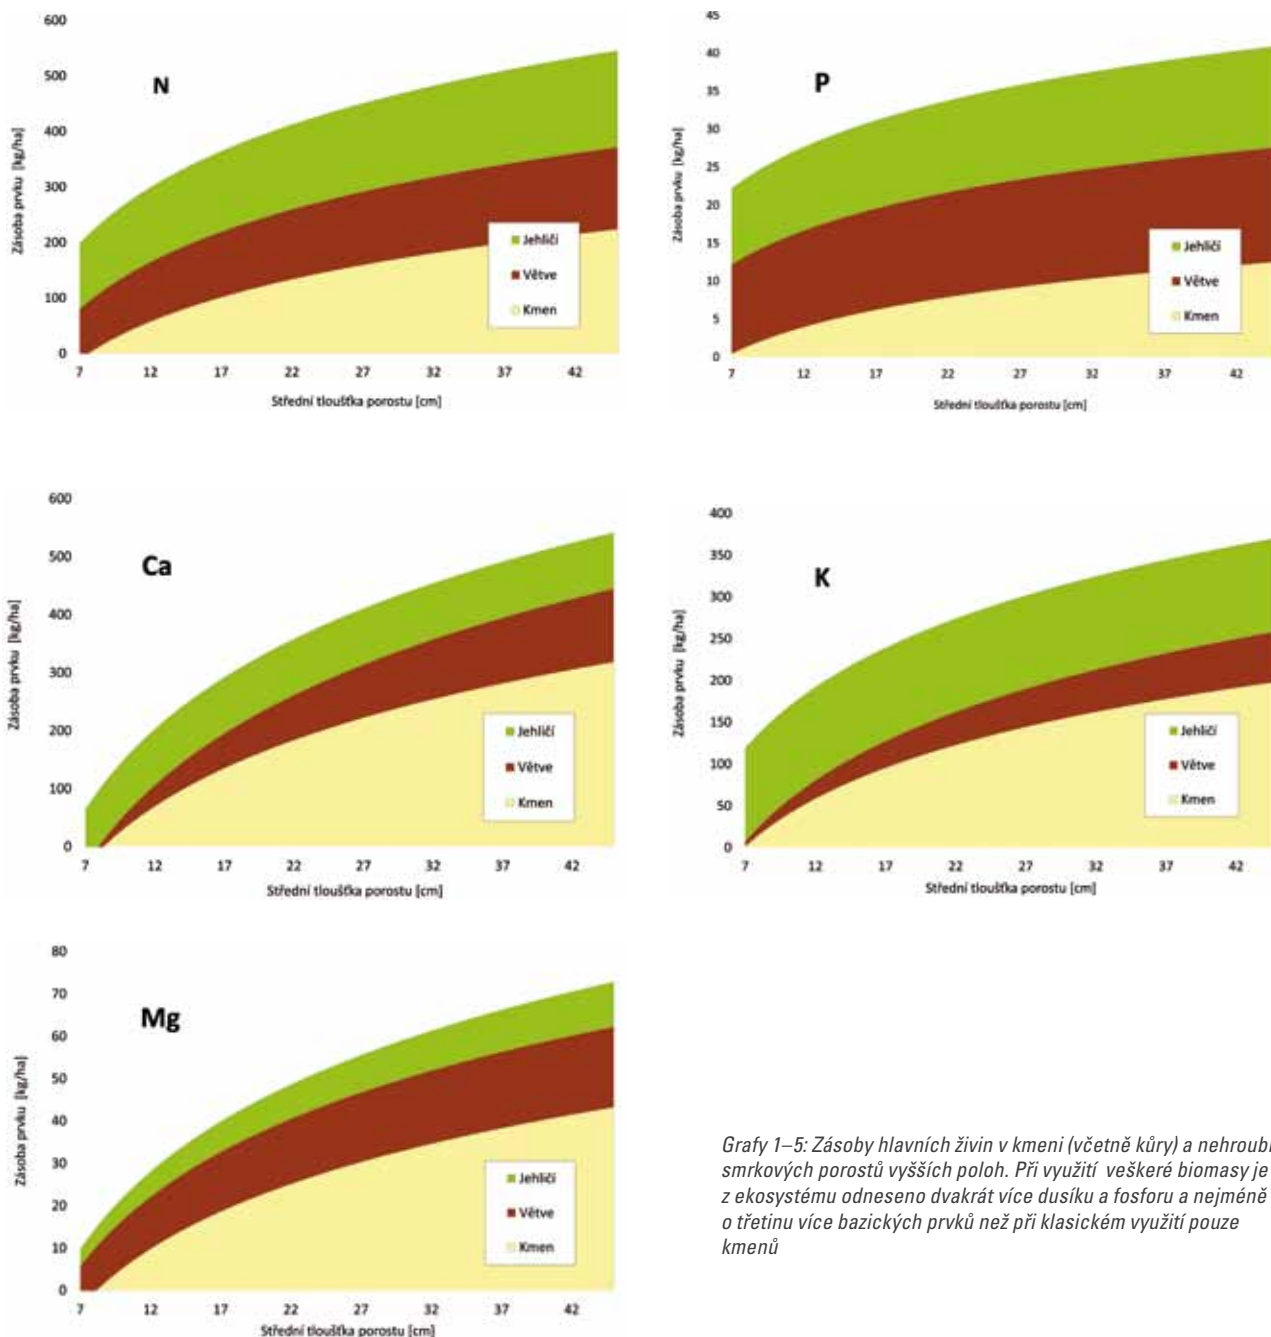 N
Zásoba prvku [kg/ha]
600
500
400
300
200
100
0
Jehličí
Větve
Kmen
7 12 17 22 27 32 37 42
Střední tloušťka porostu [cm]
P
Zásoba prvku [kg/ha]
45
40
35
30
25
20
15
10
5
0
Jehličí
Větve
Kmen
7 12 17 22 27 32 37 42
Střední tloušťka porostu [cm]
Ca
Zásoba prvku [kg/ha]
600
500
400
300
200
100
0
Jehličí
Větve
Kmen
7 12 17 22 27 32 37 42
Střední tloušťka porostu [cm]
K
Zásoba prvku [kg/ha]
400
350
300
250
200
150
100
50
0
Jehličí
Větve
Kmen
7 12 17 22 27 32 37 42
Střední tloušťka porostu [cm]
Mg
Zásoba prvku [kg/ha]
80
70
60
50
40
30
20
10
0
Jehličí
Větve
Kmen
7 12 17 22 27 32 37 42
Střední tloušťka porostu [cm]
Grafy 1–5: Zásoby hlavních živin v kmeni (včetně kůry) a nehroubí
smrkových porostů vyšších poloh. Při využití veškeré biomasy je
z ekosystému odneseno dvakrát více dusíku a fosforu a nejméně
o třetinu více bazických prvků než při klasickém využití pouze
kmenů